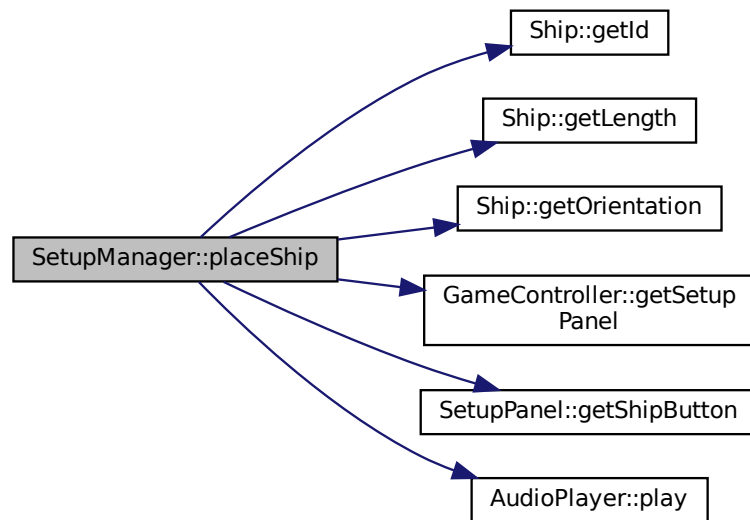 Ship::getId
Ship::getLength
Ship::getOrientation
SetupManager::placeShip
GameController::getSetup
Panel
SetupPanel::getShipButton
AudioPlayer::play